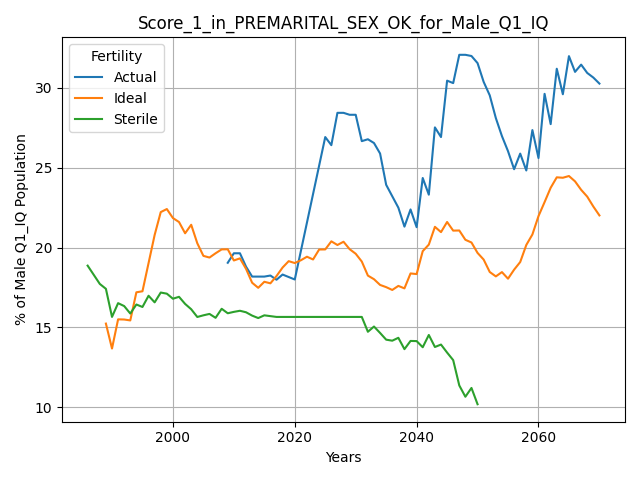 Score_1_in_PREMARITAL_SEX_OK_for_Male_Q1_IQ
Fertility
Actual
Ideal
Sterile
% of Male Q1_IQ Population
30
25
20
15
10
2000
2020
2040
2060
Years